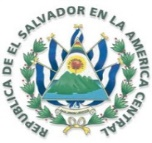 REPUBLICA DE EL SALVADOR EN LA AMERICA CENTRAL